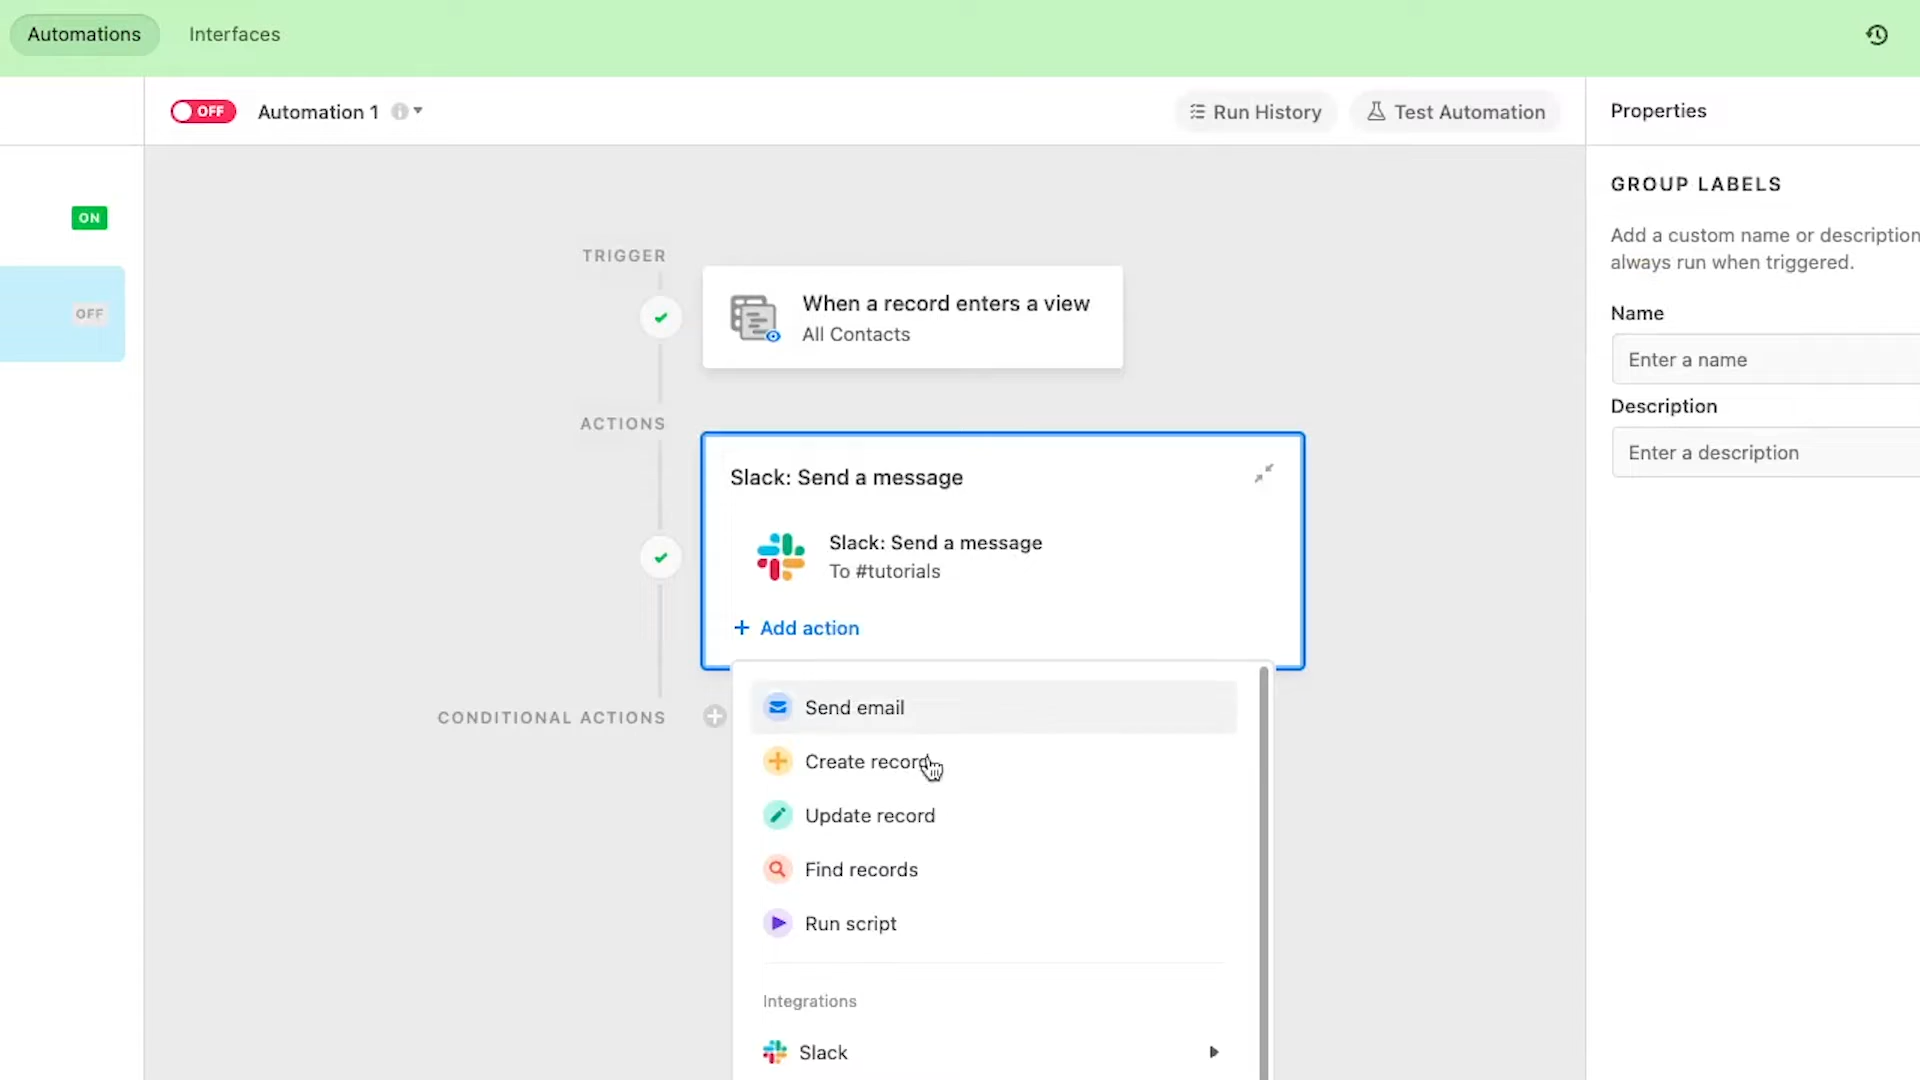 Automations
Interfaces
OFF
Automation 1
Run History
Test Automation
Properties
ON
OFF
TRIGGER
When a record enters a view
All Contacts
ACTIONS
Slack: Send a message
Slack: Send a message
To #tutorials
+ Add action
CONDITIONAL ACTIONS
Send email
Create record
Update record
Find records
Run script
Integrations
Slack
GROUP LABELS
Add a custom name or description
always run when triggered.
Name
Enter a name
Description
Enter a description